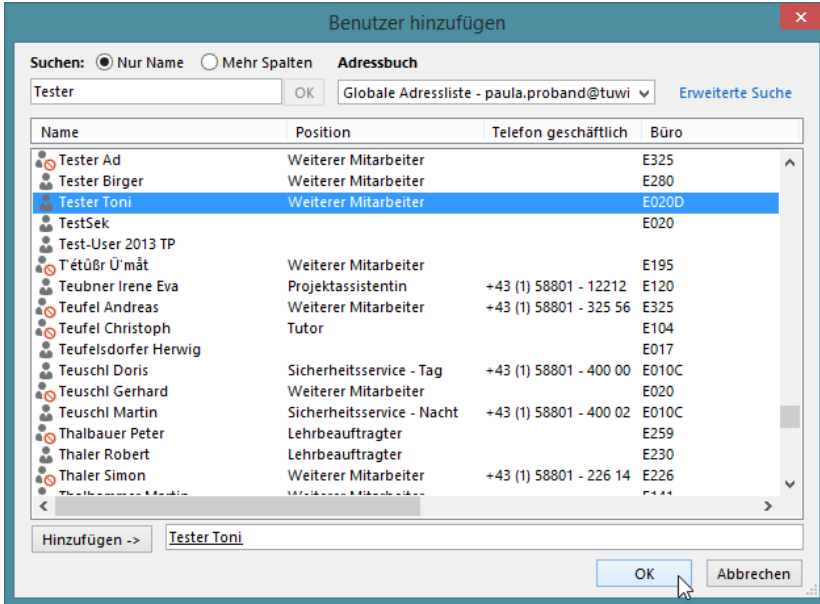 Benutzer hinzufügen
Suchen: Nur Name Mehr Spalten Adressbuch
Tester OK Globale Adressliste - paula.proband@tuwi Erweiterte Suche
Name Position Telefon geschäftlich Büro
Tester Ad Weiterer Mitarbeiter E325
Tester Birger Weiterer Mitarbeiter E280
Tester Toni Weiterer Mitarbeiter E020D
TestSek E020
Test-User 2013 TP
T'étûßr Ü'måt Weiterer Mitarbeiter E195
Teubner Irene Eva Projektassistentin +43 (1) 58801 - 12212 E120
Teufel Andreas Weiterer Mitarbeiter +43 (1) 58801 - 325 56 E325
Teufel Christoph Tutor E104
Teufelsdorfer Herwig E017
Teuschl Doris Sicherheitsservice - Tag +43 (1) 58801 - 400 00 E010C
Teuschl Gerhard Weiterer Mitarbeiter E020
Teuschl Martin Sicherheitsservice - Nacht +43 (1) 58801 - 400 02 E010C
Thalbauer Peter Lehrbeauftragter E259
Thaler Robert Lehrbeauftragter E230
Thaler Simon Weiterer Mitarbeiter +43 (1) 58801 - 226 14 E226
Thalhammer Martin Weiterer Mitarbeiter E141
Hinzufügen -> Tester Toni
OK Abbrechen